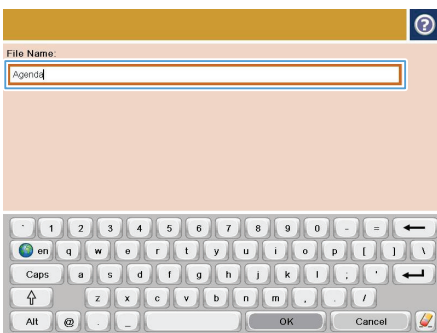 ?
File Name:
Agenda
` 1 2 3 4 5 6 7 8 9 0 - =
en q w e r t y u i o p [ ] \
Caps a s d f g h j k l ; '
z x c v b n m , . /
Alt @ . _ OK Cancel